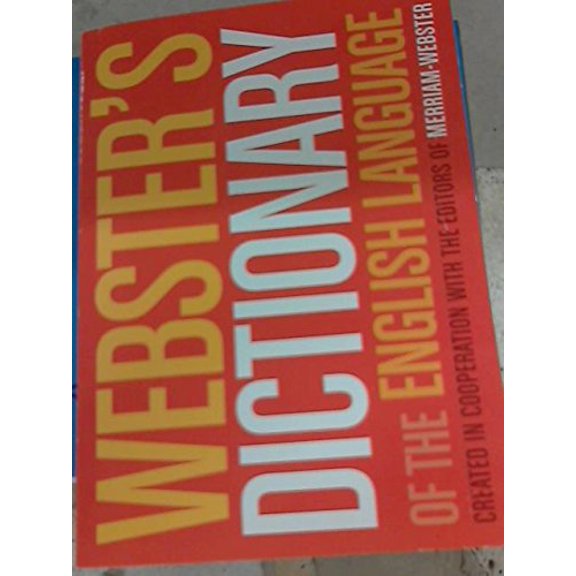 WEBSTER'S
DICTIONARY
OF THE ENGLISH LANGUAGE
CREATED IN COOPERATION WITH THE EDITORS OF MERRIAM-WEBSTER